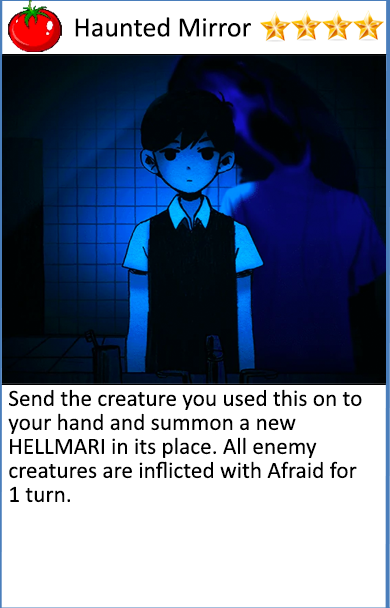 Haunted Mirror
Send the creature you used this on to
your hand and summon a new
HELLMARI in its place. All enemy
creatures are inflicted with Afraid for
1 turn.